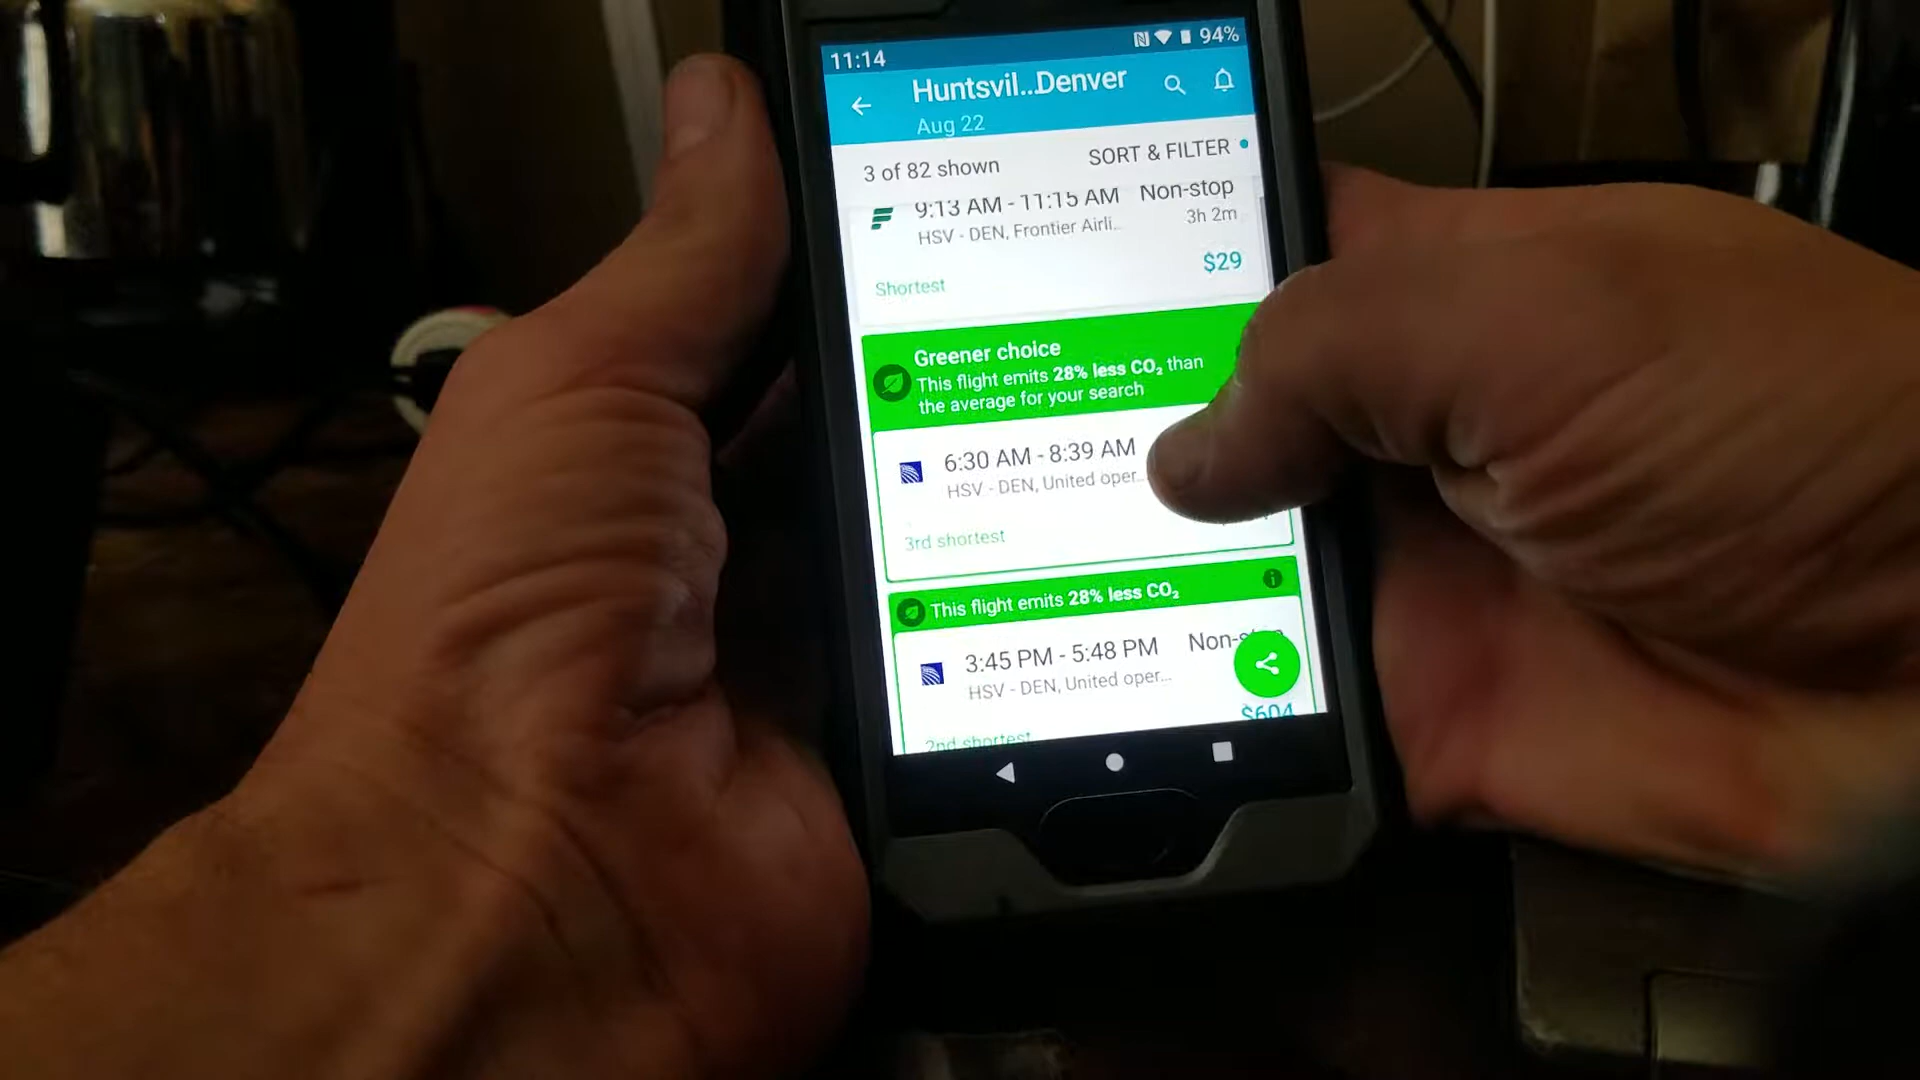 11:14
94%
Huntsvil...Denver
Aug 22
3 of 82 shown
SORT & FILTER
9:13 AM - 11:15 AM Non-stop
HSV - DEN, Frontier Airli...
3h 2m
$29
Shortest
Greener choice
This flight emits 28% less CO₂ than
the average for your search
6:30 AM - 8:39 AM
HSV - DEN, United oper...
3rd shortest
This flight emits 28% less CO₂
3:45 PM - 5:48 PM
HSV - DEN, United oper...
$604
2nd shortest